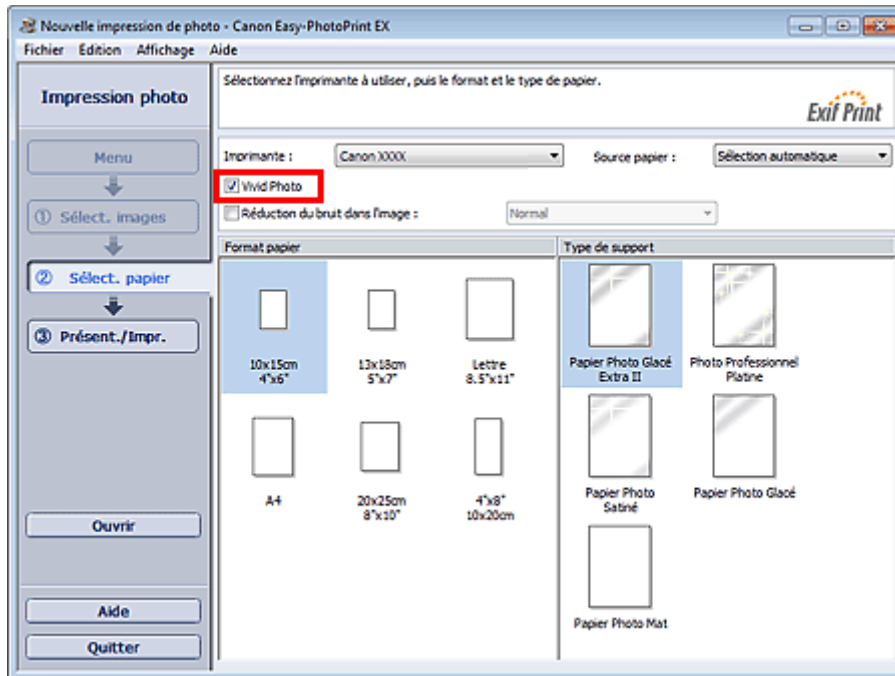 Nouvelle impression de photo - Canon Easy-PhotoPrint EX
Fichier Edition Affichage Aide
Impression photo
Menu
① Sélect. images
② Sélect. papier
③ Présent./Impr.
Ouvrir
Aide
Quitter
Sélectionnez l'imprimante à utiliser, puis le format et le type de papier.
Exif Print
Imprimante : Canon XXXX Source papier : Sélection automatique
Vivid Photo
Réduction du bruit dans l'image : Normal
Format papier
10x15cm
4"x6"
13x18cm
5"x7"
Lettre
8.5"x11"
A4
20x25cm
8"x10"
4"x8"
10x20cm
Type de support
Papier Photo Glacé
Extra II
Photo Professionnel
Platine
Papier Photo
Satiné
Papier Photo Glacé
Papier Photo Mat